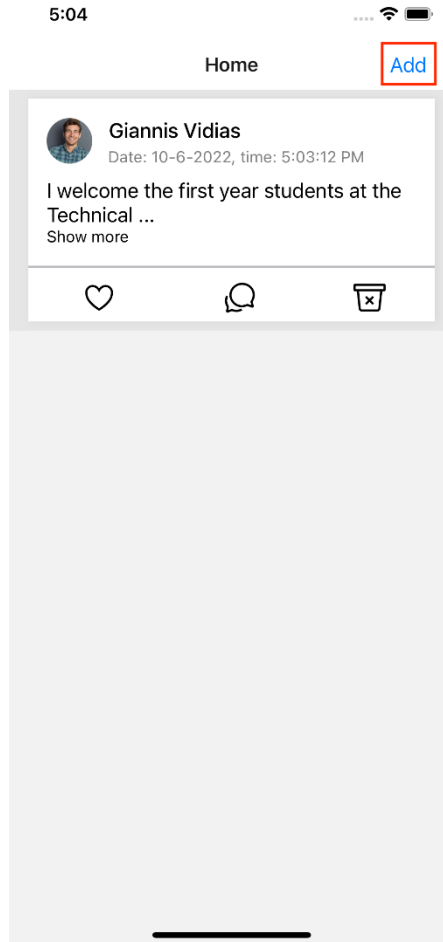 5:04
Home
Add
Giannis Vidias
Date: 10-6-2022, time: 5:03:12 PM
I welcome the first year students at the
Technical ...
Show more